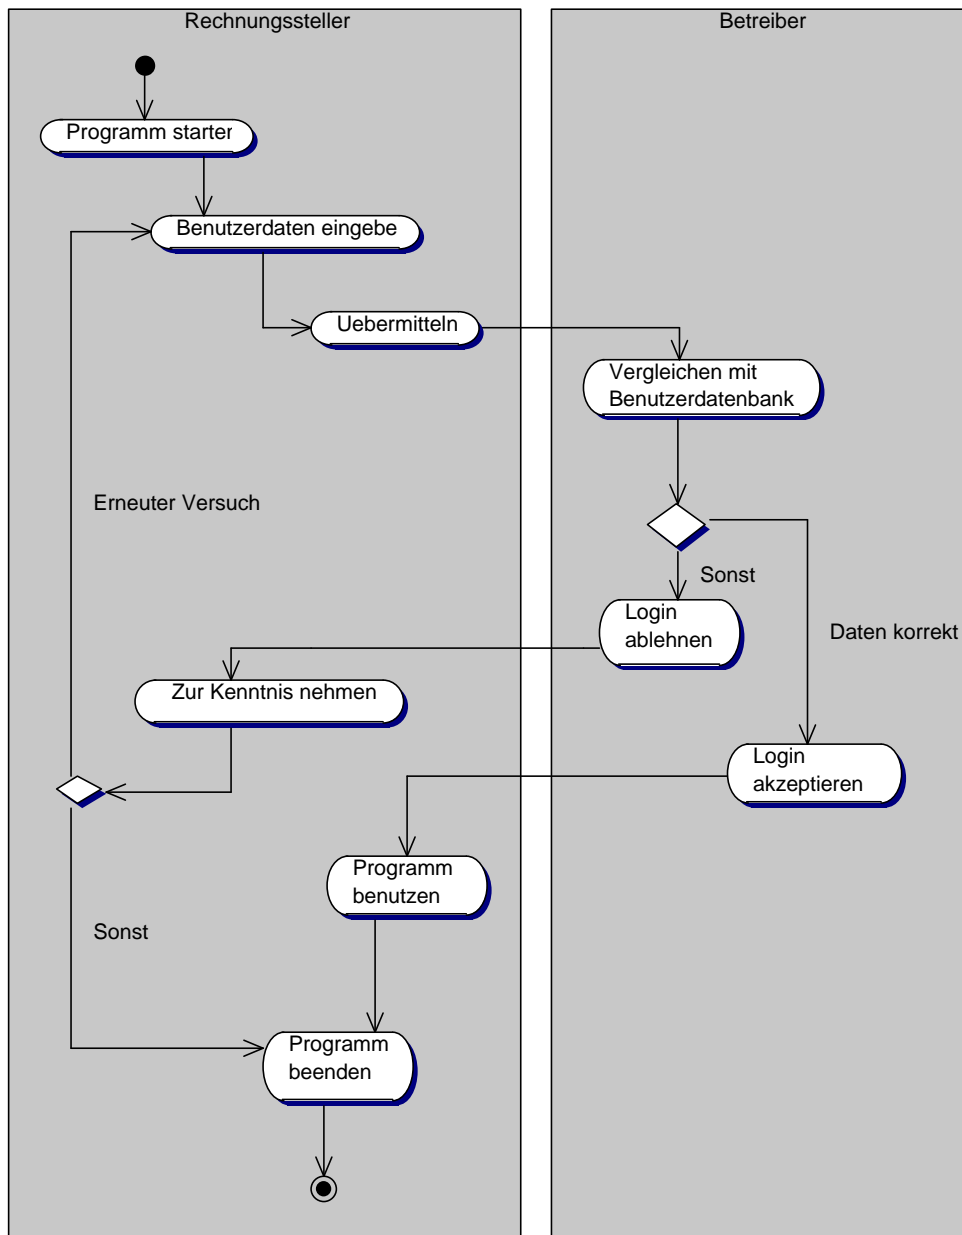 Rechnungssteller
Betreiber
Programm starter
Benutzerdaten eingebe
Uebermitteln
Vergleichen mit
Benutzerdatenbank
Erneuter Versuch
Sonst
Login
ablehnen
Daten korrekt
Zur Kenntnis nehmen
Login
akzeptieren
Programm
benutzen
Sonst
Programm
beenden